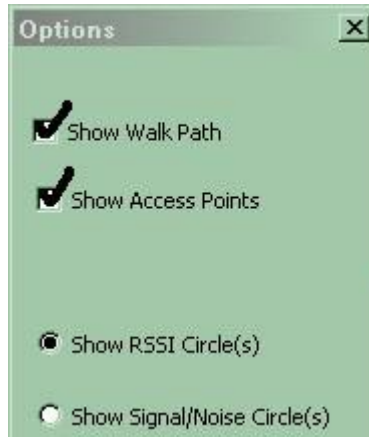 Options
Show Walk Path
Show Access Points
Show RSSI Circle(s)
Show Signal/Noise Circle(s)